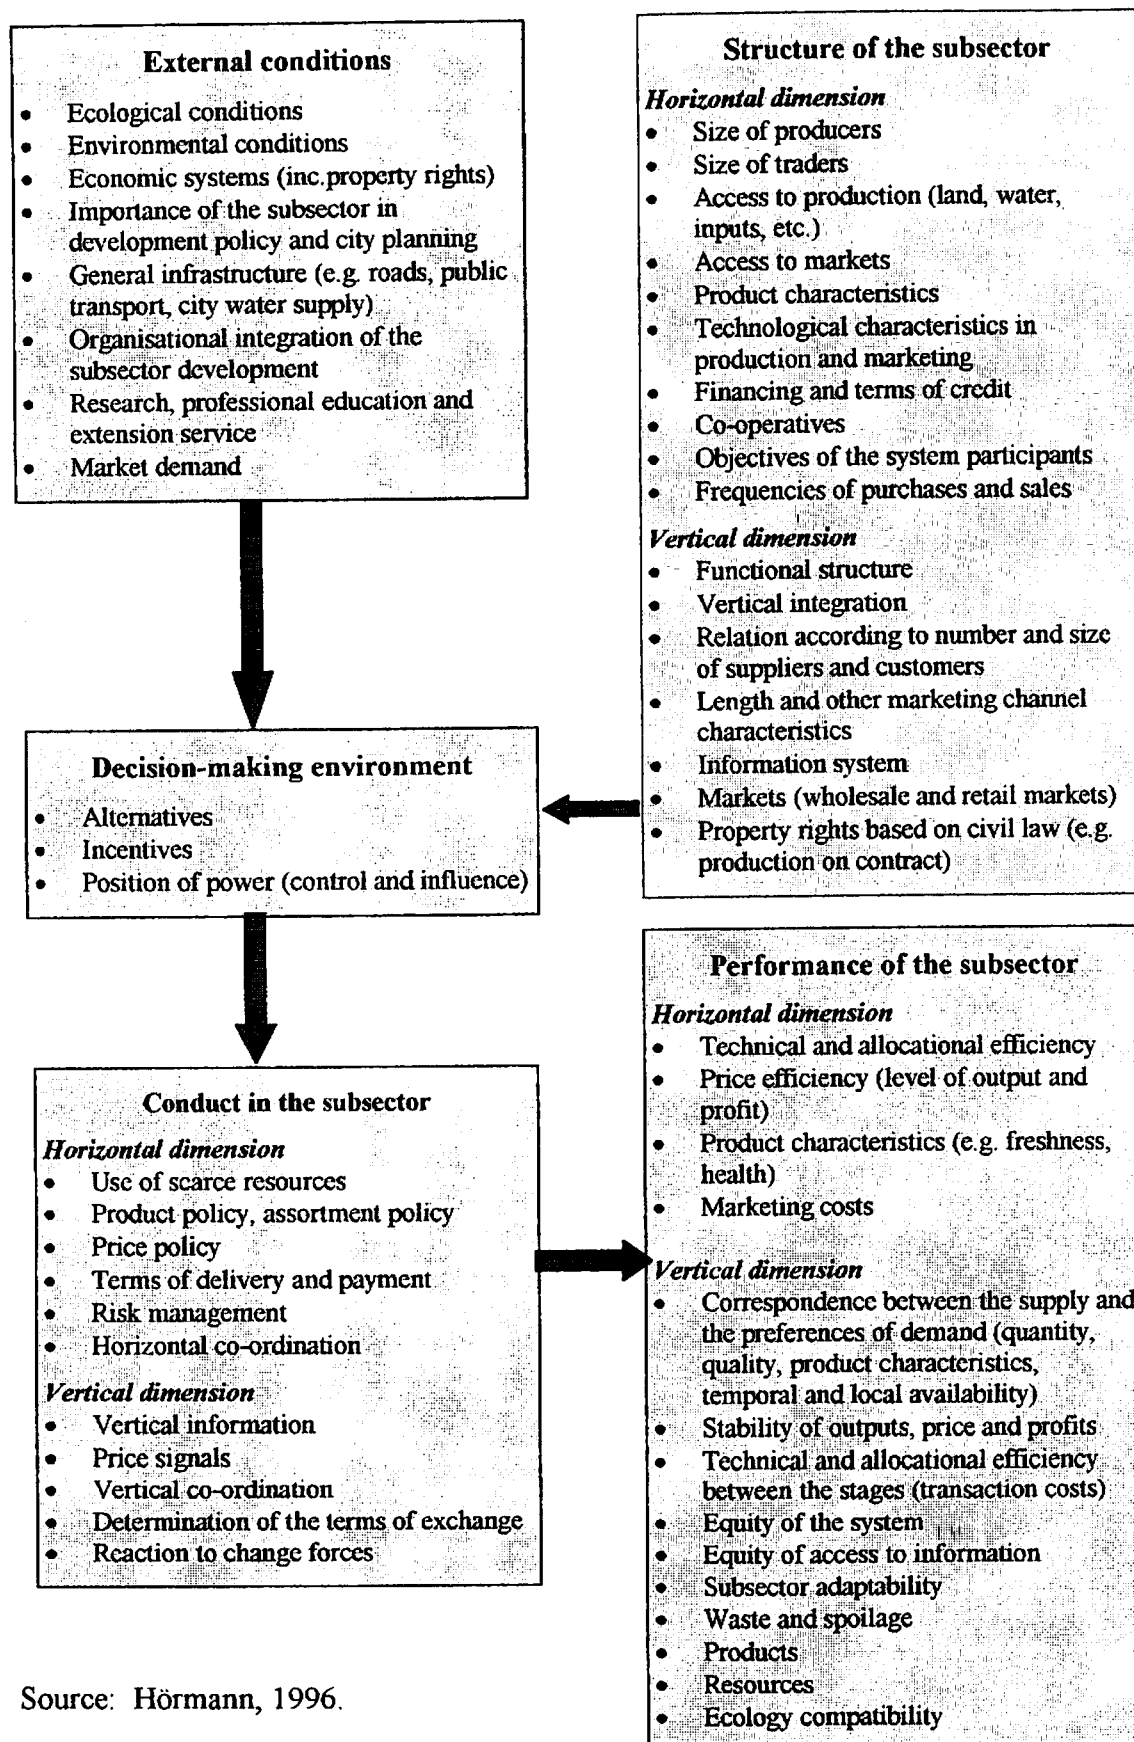 External conditions
• Ecological conditions
• Environmental conditions
• Economic systems (inc.property rights)
• Importance of the subsector in
development policy and city planning
• General infrastructure (e.g. roads, public
transport, city water supply)
• Organisational integration of the
subsector development
• Research, professional education and
extension service
• Market demand
Structure of the subsector
Horizontal dimension
• Size of producers
• Size of traders
• Access to production (land, water,
inputs, etc.)
• Access to markets
• Product characteristics
• Technological characteristics in
production and marketing
• Financing and terms of credit
• Co-operatives
• Objectives of the system participants
• Frequencies of purchases and sales
Vertical dimension
• Functional structure
• Vertical integration
• Relation according to number and size
of suppliers and customers
• Length and other marketing channel
characteristics
• Information system
• Markets (wholesale and retail markets)
• Property rights based on civil law (e.g.
production on contract)
Decision-making environment
• Alternatives
• Incentives
• Position of power (control and influence)
Conduct in the subsector
Horizontal dimension
• Use of scarce resources
• Product policy, assortment policy
• Price policy
• Terms of delivery and payment
• Risk management
• Horizontal co-ordination
Vertical dimension
• Vertical information
• Price signals
• Vertical co-ordination
• Determination of the terms of exchange
• Reaction to change forces
Performance of the subsector
Horizontal dimension
• Technical and allocational efficiency
• Price efficiency (level of output and
profit)
• Product characteristics (e.g. freshness,
health)
• Marketing costs
Vertical dimension
• Correspondence between the supply and
the preferences of demand (quantity,
quality, product characteristics,
temporal and local availability)
• Stability of outputs, price and profits
• Technical and allocational efficiency
between the stages (transaction costs)
• Equity of the system
• Equity of access to information
• Subsector adaptability
• Waste and spoilage
• Products
• Resources
• Ecology compatibility
Source: Hörmann, 1996.